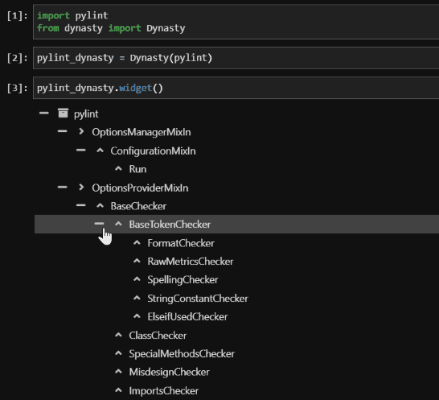 [1]: import pylint
from dynasty import Dynasty
[2]: pylint_dynasty = Dynasty(pylint)
[3]: pylint_dynasty.widget()
pylint
OptionsManagerMixIn
ConfigurationMixIn
Run
OptionsProviderMixIn
BaseChecker
BaseTokenChecker
FormatChecker
RawMetricsChecker
SpellingChecker
StringConstantChecker
ElseifUsedChecker
ClassChecker
SpecialMethodsChecker
MisdesignChecker
ImportsChecker